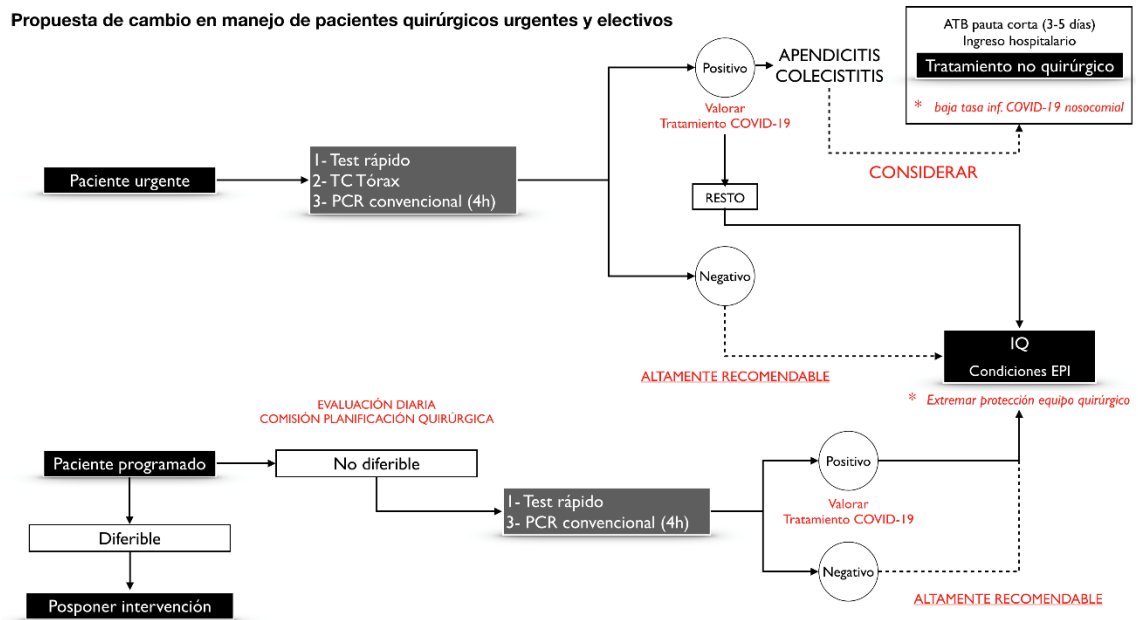 Propuesta de cambio en manejo de pacientes quirúrgicos urgentes y electivos
ATB pauta corta (3-5 días)
Ingreso hospitalario
Tratamiento no quirúrgico
* baja tasa inf. COVID-19 nosocomial
Positivo
APENDICITIS
COLECISTITIS
Valorar
Tratamiento COVID-19
CONSIDERAR
Paciente urgente
1- Test rápido
2- TC Tórax
3- PCR convencional (4h)
RESTO
Negativo
ALTAMENTE RECOMENDABLE
IQ
Condiciones EPI
* Extremar protección equipo quirúrgico
EVALUACIÓN DIARIA
COMISIÓN PLANIFICACIÓN QUIRÚRGICA
Paciente programado
No diferible
Positivo
1- Test rápido
3- PCR convencional (4h)
Valorar
Tratamiento COVID-19
Diferible
Negativo
ALTAMENTE RECOMENDABLE
Posponer intervención